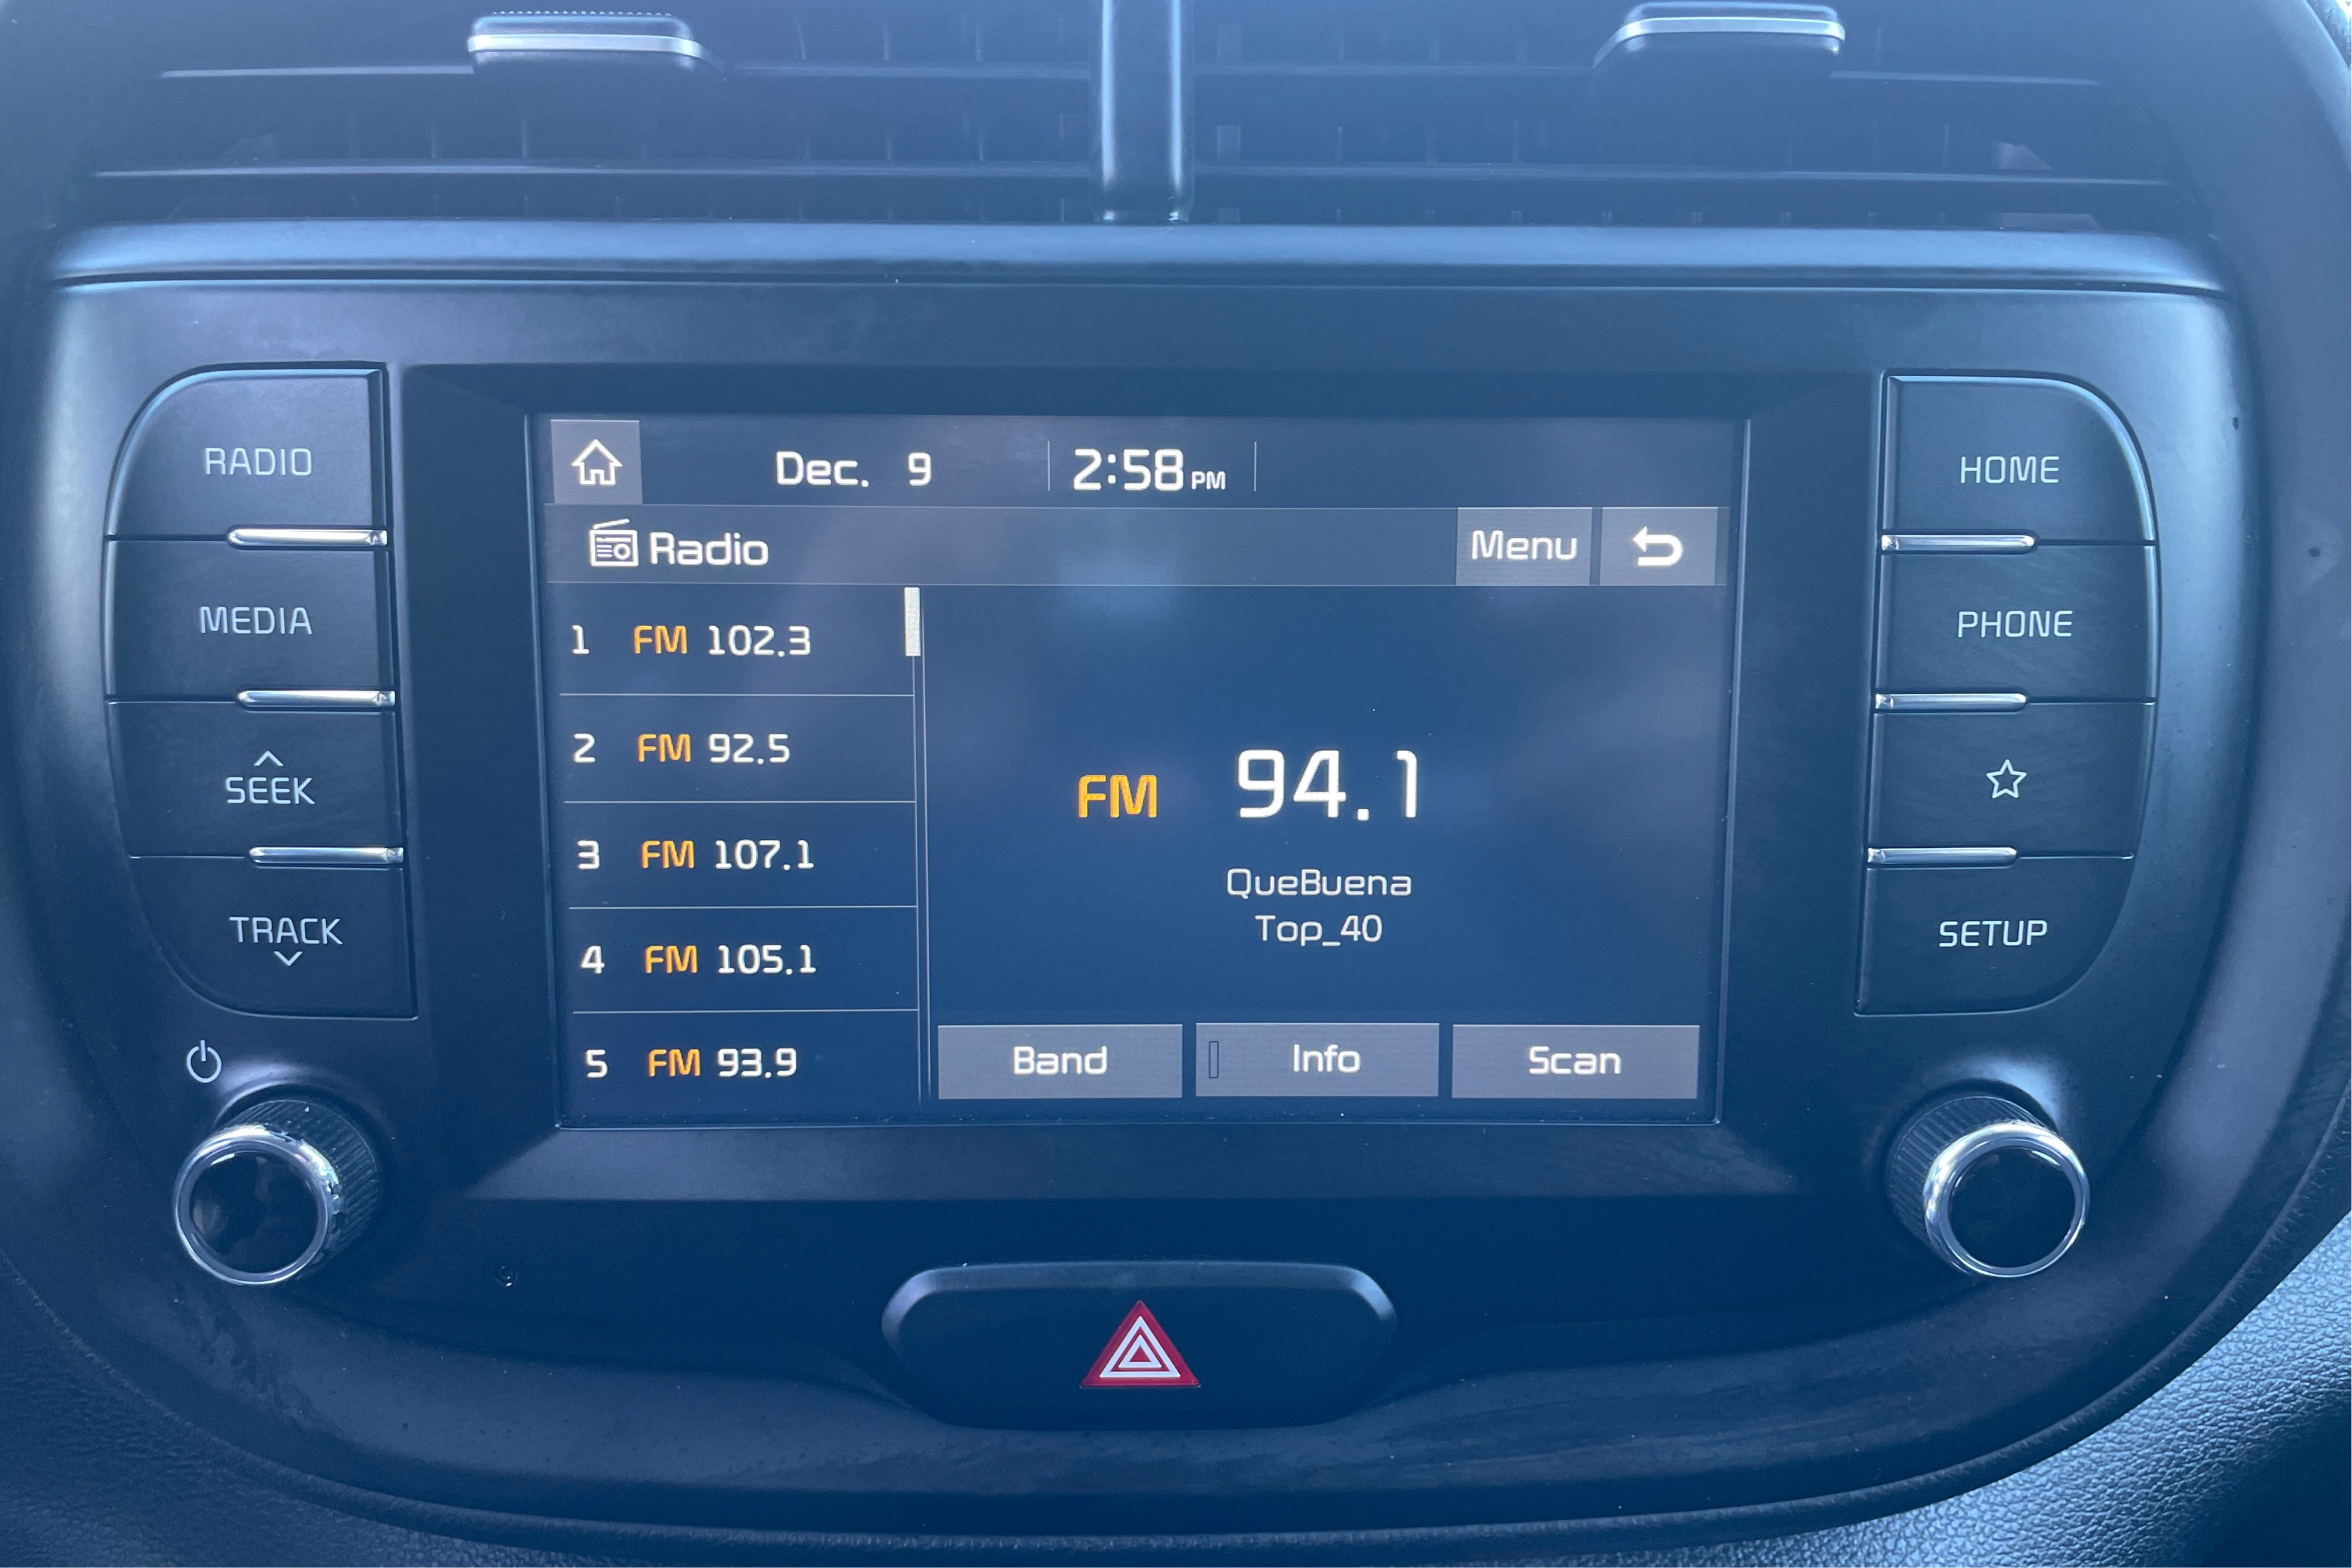 RADIO
MEDIA
SEEK
TRACK
Dec. 9 2:58 PM
Radio Menu
1 FM 102.3
2 FM 92.5
3 FM 107.1
4 FM 105.1
5 FM 93.9
FM 94.1
QueBuena
Top_40
Band Info Scan
HOME
PHONE
SETUP